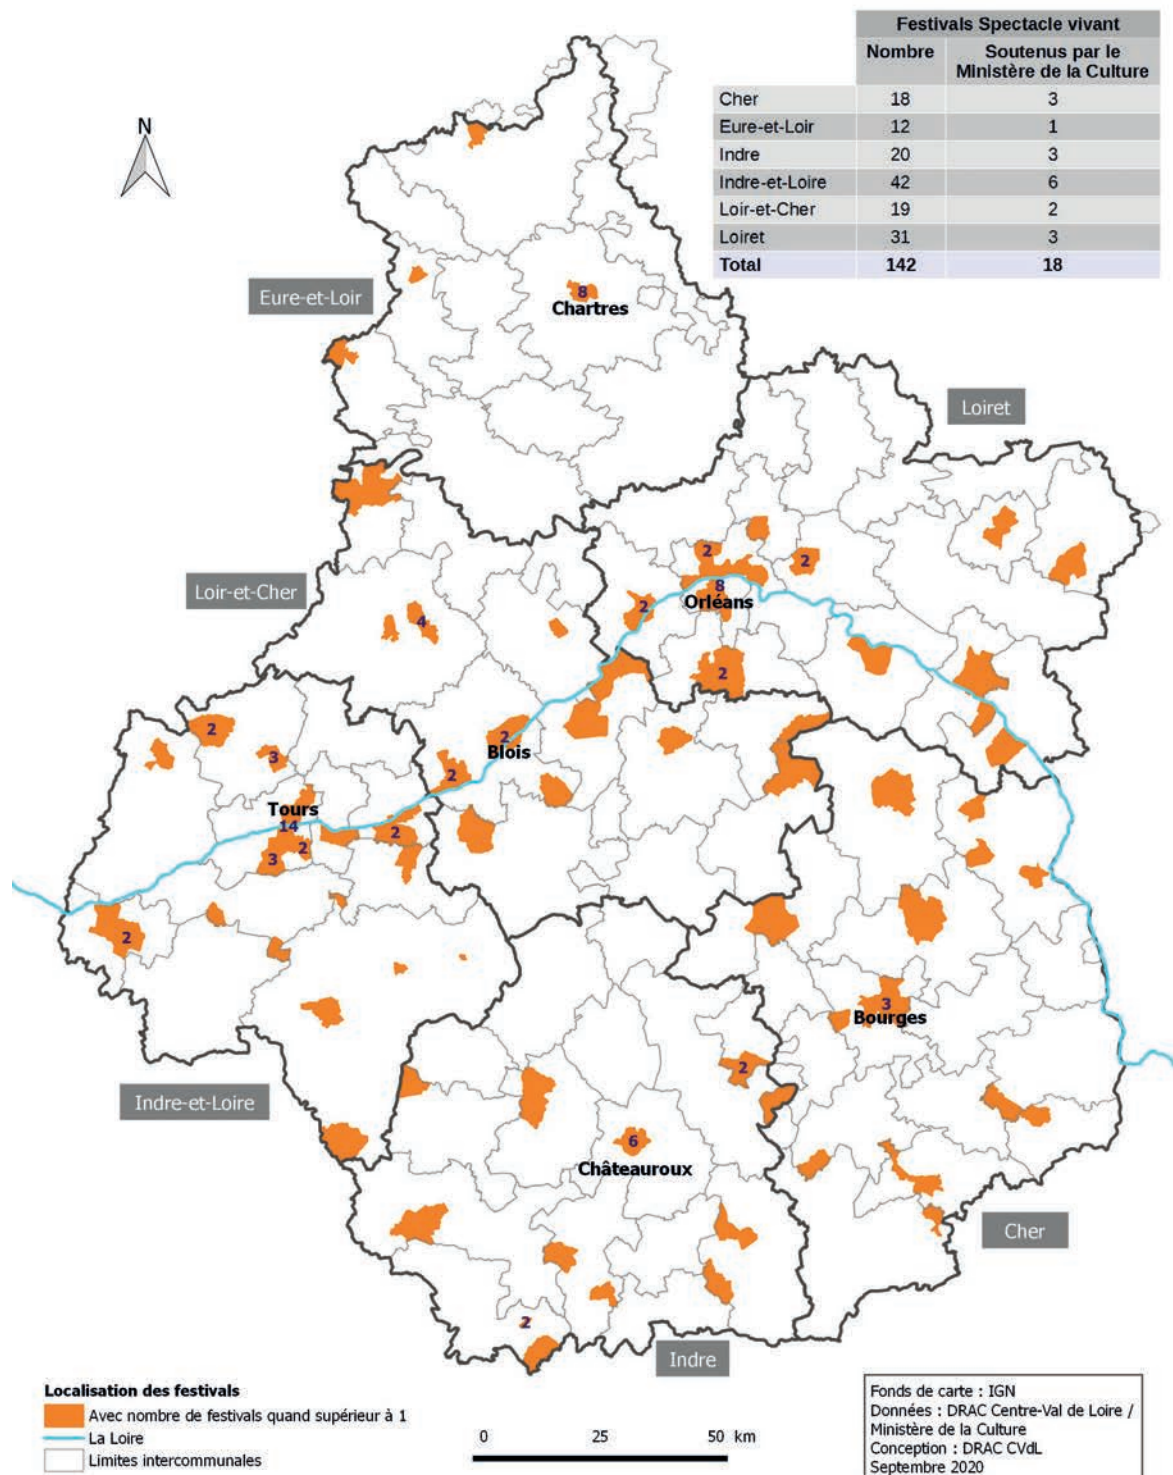 Festivals Spectacle vivant
Nombre Soutenus par le Ministère de la Culture
Cher 18 3
Eure-et-Loir 12 1
Indre 20 3
Indre-et-Loire 42 6
Loir-et-Cher 19 2
Loiret 31 3
Total 142 18
N
Eure-et-Loir
8
Chartres
Loiret
2
2
8
Orléans
2
Loir-et-Cher
4
2
2
2
Blois
2
3
Tours
14
2
2
3
2
3
Bourges
2
Indre-et-Loire
6
Châteauroux
Cher
2
Indre
Localisation des festivals
Avec nombre de festivals quand supérieur à 1
La Loire
Limites intercommunales
0 25 50 km
Fonds de carte : IGN
Données : DRAC Centre-Val de Loire /
Ministère de la Culture
Conception : DRAC CVdL
Septembre 2020